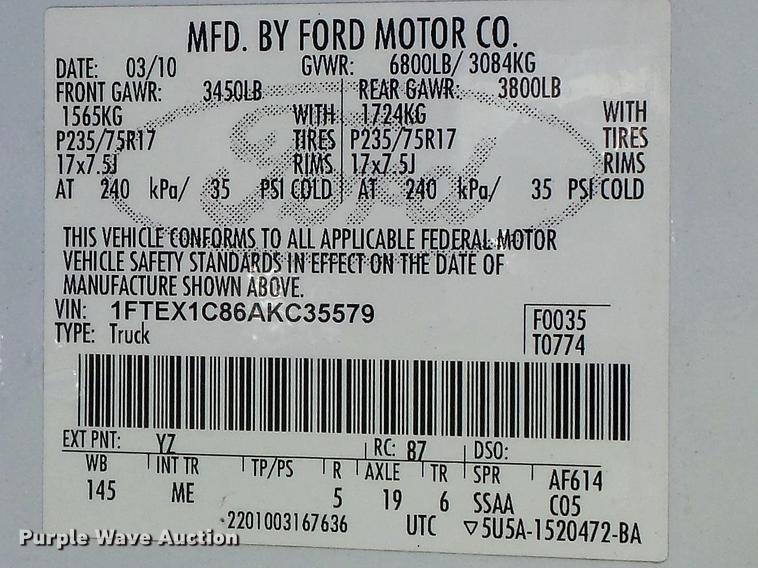 MFD. BY FORD MOTOR CO.
DATE: 03/10 GVWR: 6800LB/ 3084KG
FRONT GAWR: 3450LB REAR GAWR: 3800LB
1565KG WITH 1724KG WITH
P235/75R17 TIRES P235/75R17 TIRES
17x7.5J RIMS 17x7.5J RIMS
AT 240 kPa/ 35 PSI COLD AT 240 kPa/ 35 PSI COLD
Ford
THIS VEHICLE CONFORMS TO ALL APPLICABLE FEDERAL MOTOR
VEHICLE SAFETY STANDARDS IN EFFECT ON THE DATE OF
MANUFACTURE SHOWN ABOVE.
VIN: 1FTEX1C86AKC35579
TYPE: Truck
F0035
T0774
EXT PNT: YZ RC: 87 DSO:
WB INT TR TP/PS R AXLE TR SPR AF614
145 ME 5 19 6 SSAA C05
2201003167636 UTC ▽5U5A-1520472-BA
Purple Wave Auction